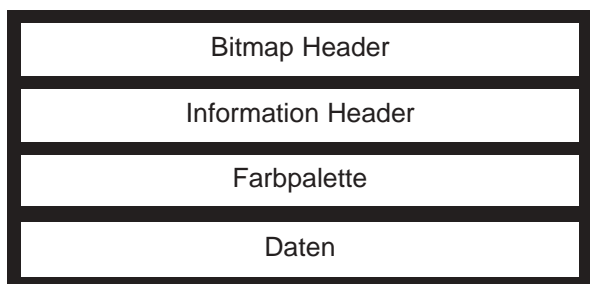 Bitmap Header
Information Header
Farbpalette
Daten